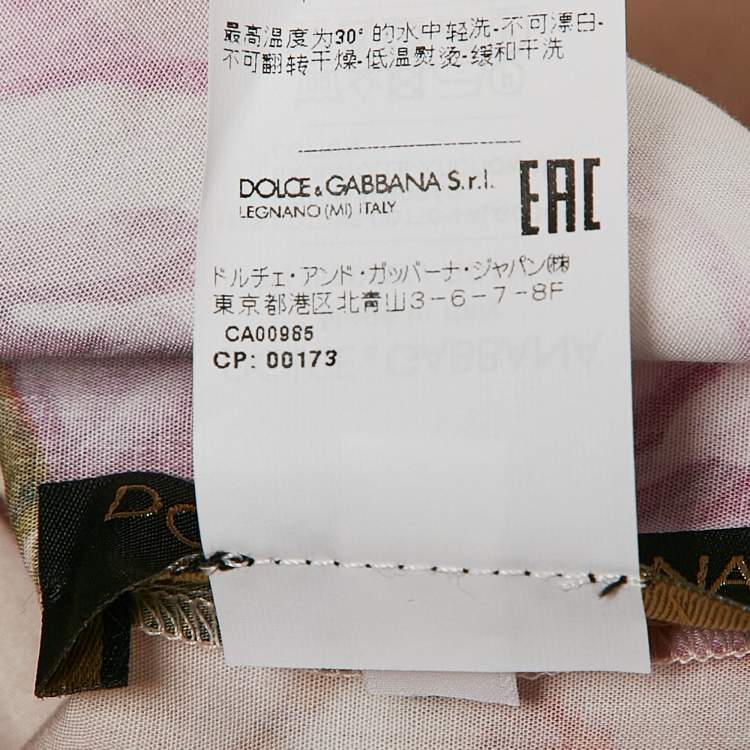 最高温度为30°的水中轻洗-不可漂白-
不可翻转干燥-低温熨烫-缓和干洗
DOLCE & GABBANA S.r.l.
LEGNANO (MI) ITALY
EAC
ドルチェ・アンド・ガッバーナ・ジャパン㈱
東京都港区北青山3-6-7-8F
CA00985
CP: 00173